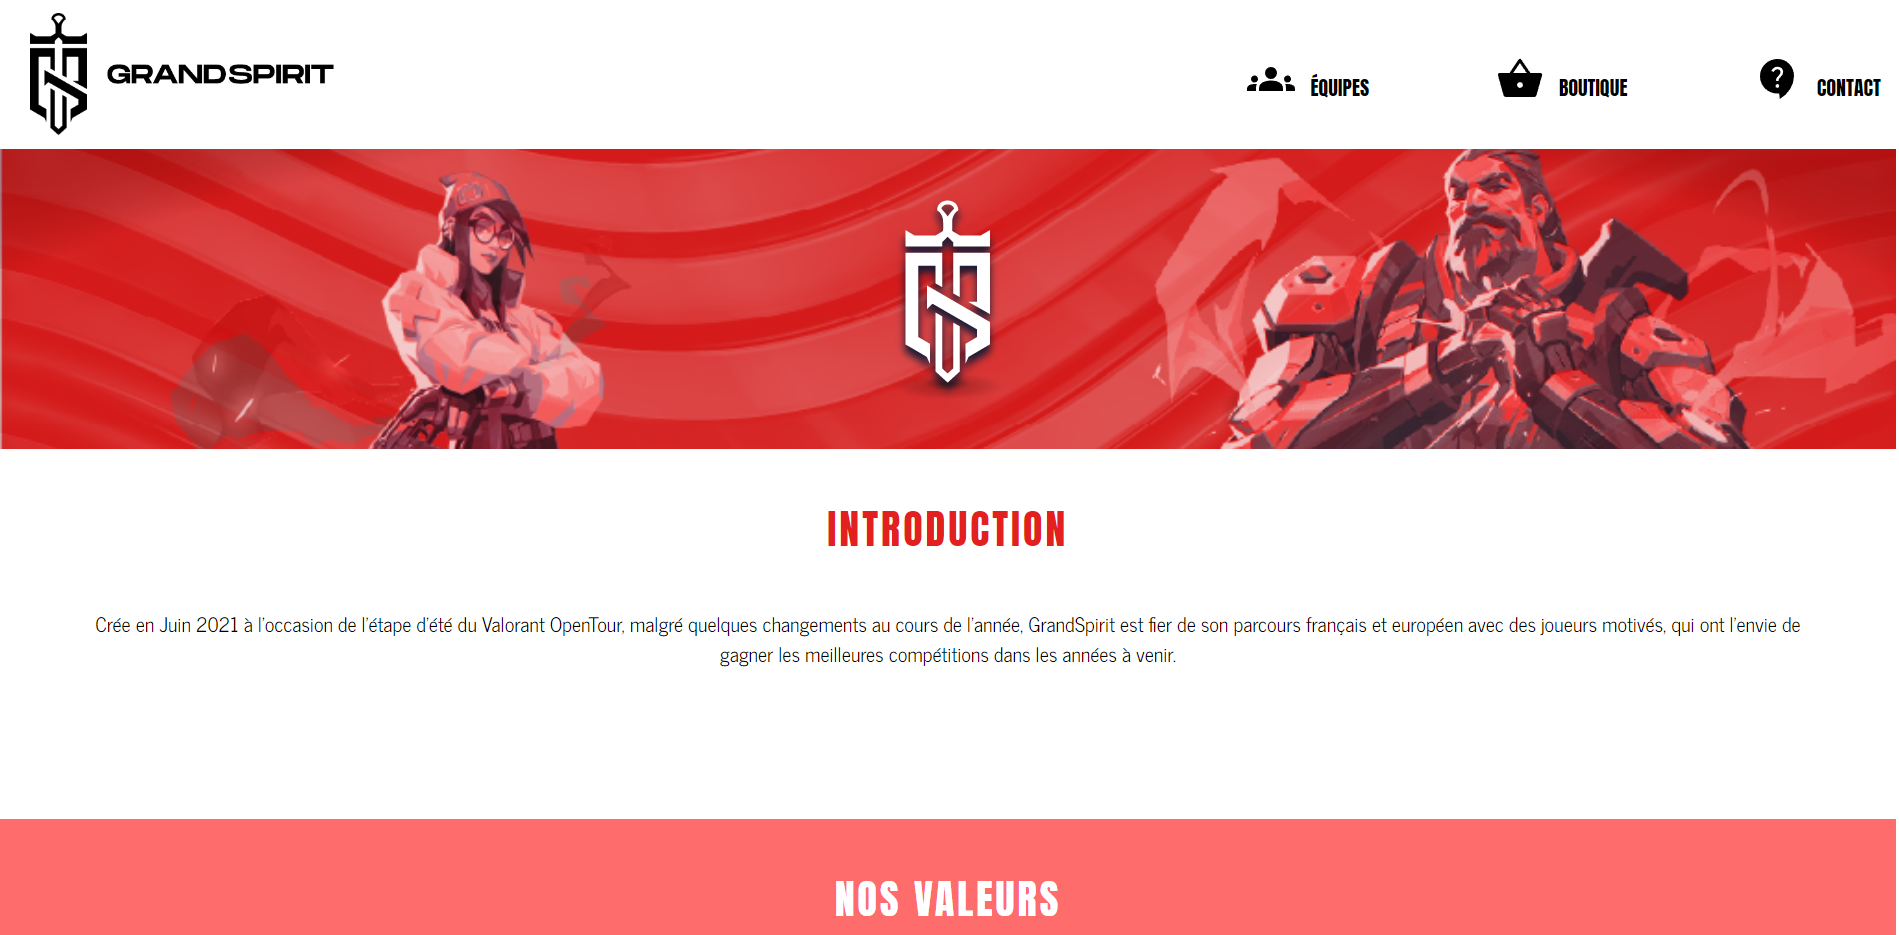 GRANDSPIRIT
ÉQUIPES
BOUTIQUE
CONTACT
INTRODUCTION
Crée en Juin 2021 à l'occasion de l'étape d'été du Valorant OpenTour, malgré quelques changements au cours de l'année, GrandSpirit est fier de son parcours français et européen avec des joueurs motivés, qui ont l'envie de
gagner les meilleures compétitions dans les années à venir.
NOS VALEURS